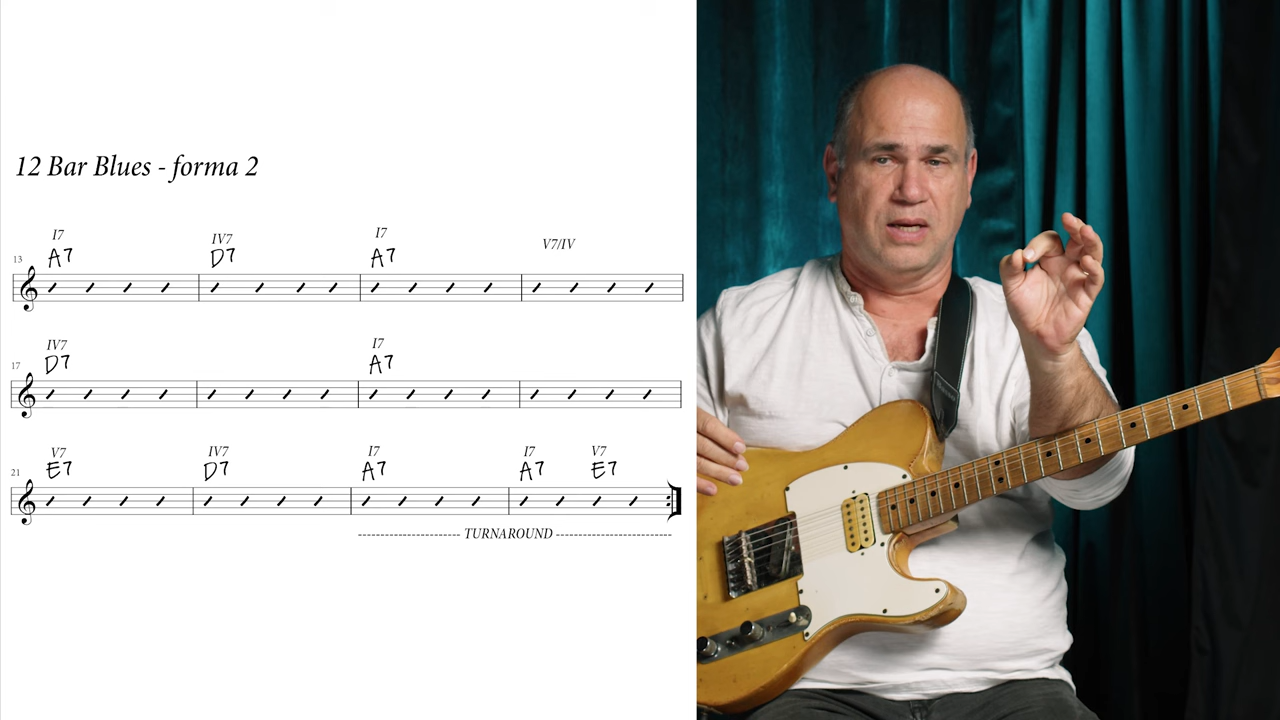 12 Bar Blues - forma 2
I7 IV7 I7 V7/IV
A7 D7 A7
13
IV7 I7
D7 A7
17
V7 IV7 I7 I7 V7
E7 D7 A7 A7 E7
21
TURNAROUND